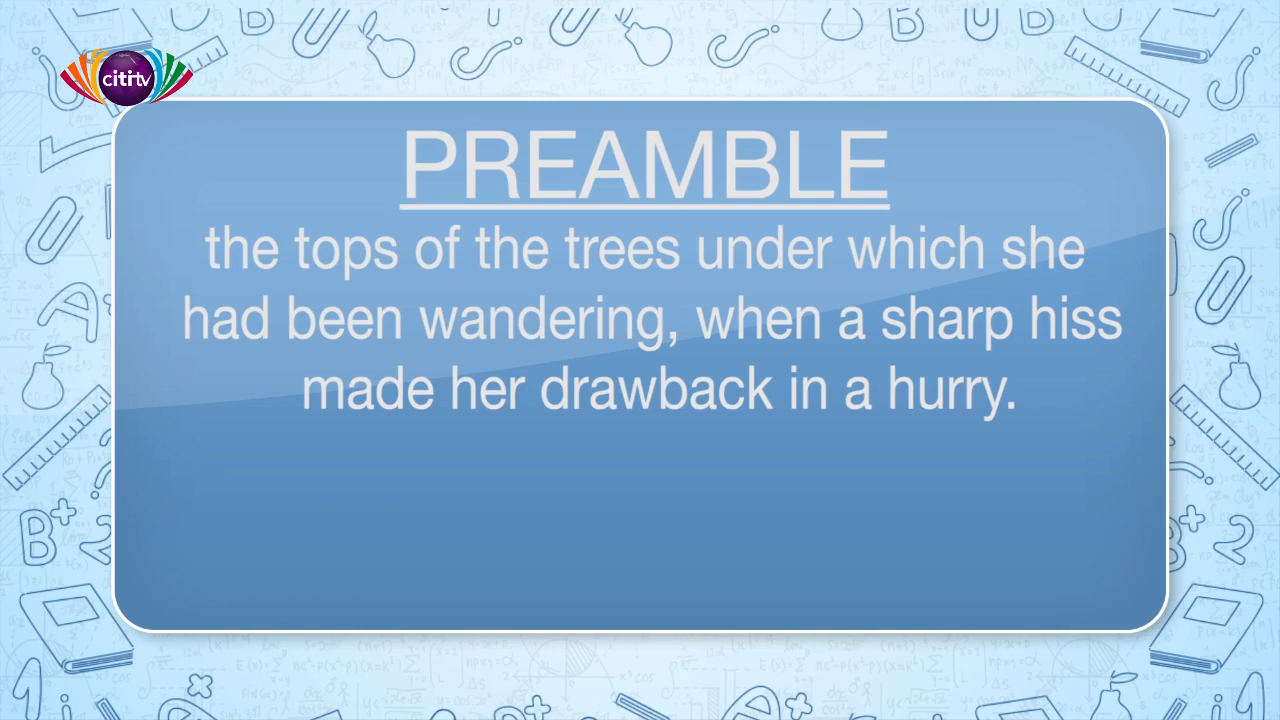 citi tv
PREAMBLE
the tops of the trees under which she
had been wandering, when a sharp hiss
made her drawback in a hurry.